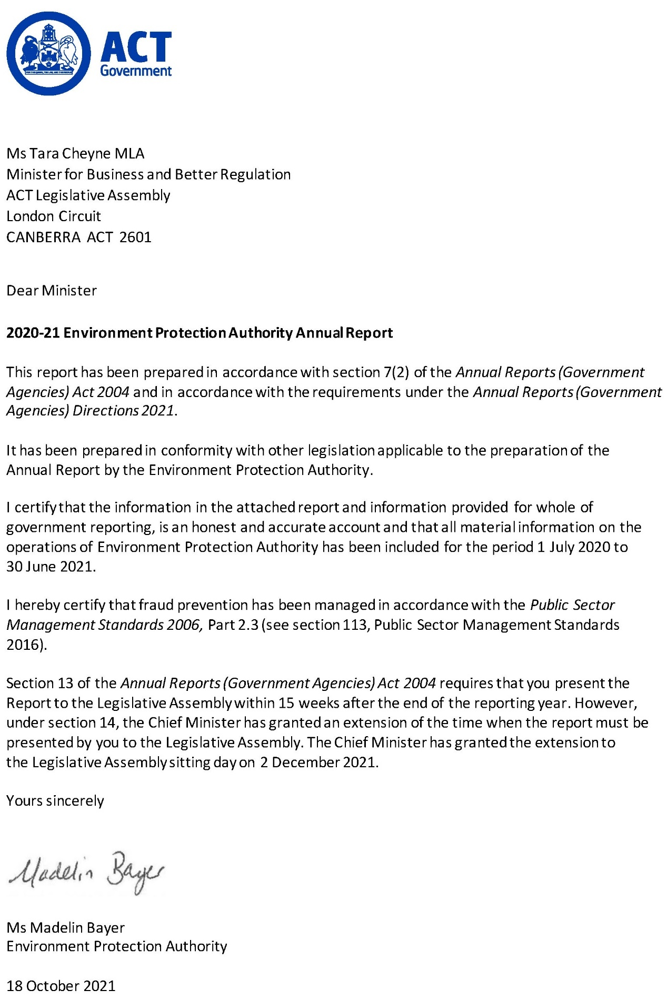 ACT
Government
FOR THE QUEEN, THE LAW, AND THE PEOPLE
Ms Tara Cheyne MLA
Minister for Business and Better Regulation
ACT Legislative Assembly
London Circuit
CANBERRA ACT 2601
Dear Minister
2020-21 Environment Protection Authority Annual Report
This report has been prepared in accordance with section 7(2) of the Annual Reports (Government
Agencies) Act 2004 and in accordance with the requirements under the Annual Reports (Government
Agencies) Directions 2021.
It has been prepared in conformity with other legislation applicable to the preparation of the
Annual Report by the Environment Protection Authority.
I certify that the information in the attached report and information provided for whole of
government reporting, is an honest and accurate account and that all material information on the
operations of Environment Protection Authority has been included for the period 1 July 2020 to
30 June 2021.
I hereby certify that fraud prevention has been managed in accordance with the Public Sector
Management Standards 2006, Part 2.3 (see section 113, Public Sector Management Standards
2016).
Section 13 of the Annual Reports (Government Agencies) Act 2004 requires that you present the
Report to the Legislative Assembly within 15 weeks after the end of the reporting year. However,
under section 14, the Chief Minister has granted an extension of the time when the report must be
presented by you to the Legislative Assembly. The Chief Minister has granted the extension to
the Legislative Assembly sitting day on 2 December 2021.
Yours sincerely
Madelin Bayer
Ms Madelin Bayer
Environment Protection Authority
18 October 2021